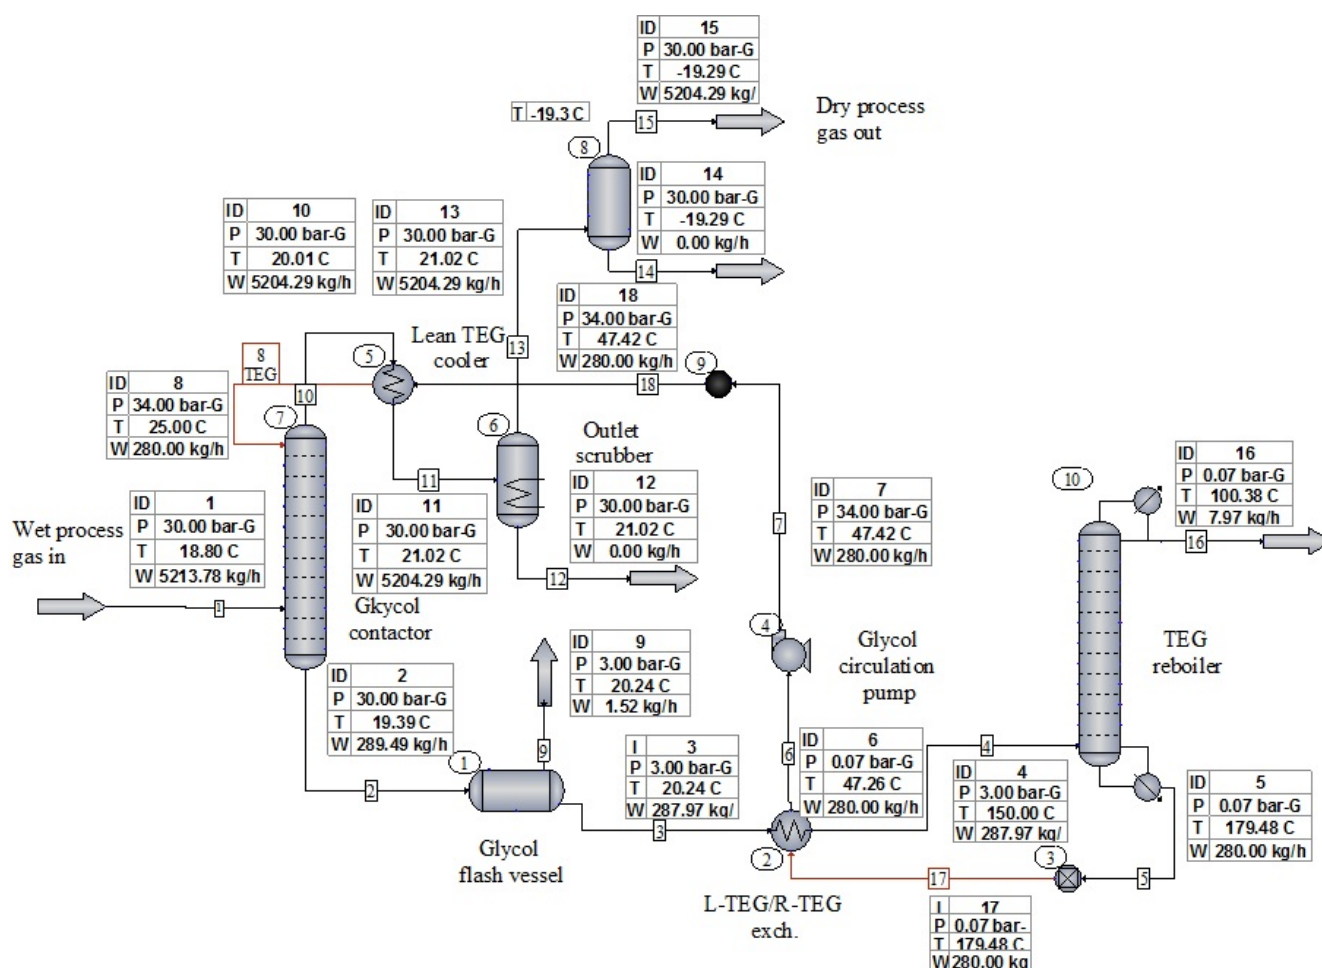 ID 15
P 30.00 bar-G
T -19.29 C
W 5204.29 kg/
T -19.3 C
15
Dry process
gas out
8
ID 14
P 30.00 bar-G
T -19.29 C
W 0.00 kg/h
14
ID 10
P 30.00 bar-G
T 20.01 C
W 5204.29 kg/h
ID 13
P 30.00 bar-G
T 21.02 C
W 5204.29 kg/h
ID 18
P 34.00 bar-G
T 47.42 C
W 280.00 kg/h
Lean TEG
cooler
13
5
9
18
8
TEG
10
ID 8
P 34.00 bar-G
T 25.00 C
W 280.00 kg/h
7
6
Outlet
scrubber
11
ID 12
P 30.00 bar-G
T 21.02 C
W 0.00 kg/h
12
ID 1
P 30.00 bar-G
T 18.80 C
W 5213.78 kg/h
Wet process
gas in
1
ID 11
P 30.00 bar-G
T 21.02 C
W 5204.29 kg/h
Gkycol
contactor
ID 7
P 34.00 bar-G
T 47.42 C
W 280.00 kg/h
7
10
ID 16
P 0.07 bar-G
T 100.38 C
W 7.97 kg/h
16
4
Glycol
circulation
pump
TEG
reboiler
ID 2
P 30.00 bar-G
T 19.39 C
W 289.49 kg/h
2
1
ID 9
P 3.00 bar-G
T 20.24 C
W 1.52 kg/h
9
Glycol
flash vessel
I 3
P 3.00 bar-G
T 20.24 C
W 287.97 kg/
3
6
ID 6
P 0.07 bar-G
T 47.26 C
W 280.00 kg/h
4
ID 4
P 3.00 bar-G
T 150.00 C
W 287.97 kg/
ID 5
P 0.07 bar-G
T 179.48 C
W 280.00 kg/h
2
3
17
5
L-TEG/R-TEG
exch.
I 17
P 0.07 bar-
T 179.48 C
W 280.00 kg